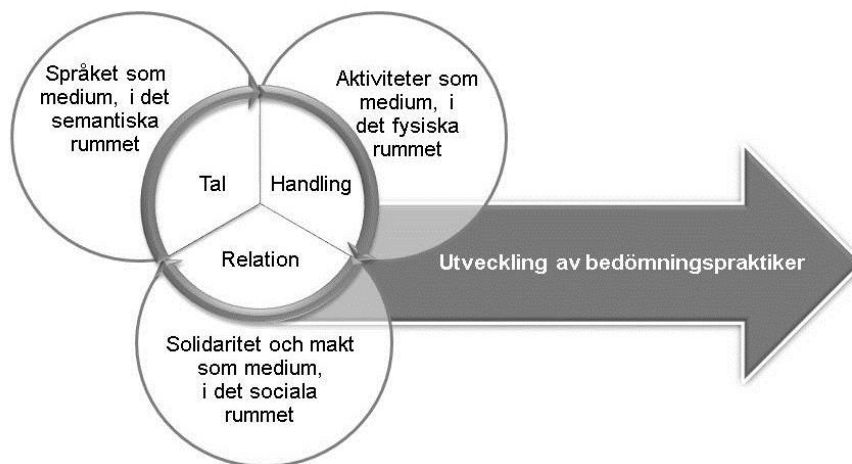 Språket som
medium, i det
semantiska
rummet
Aktiviteter som
medium, i
det fysiska
rummet
Tal
Handling
Relation
Utveckling av bedömningspraktiker
Solidaritet och makt
som medium,
i det sociala
rummet